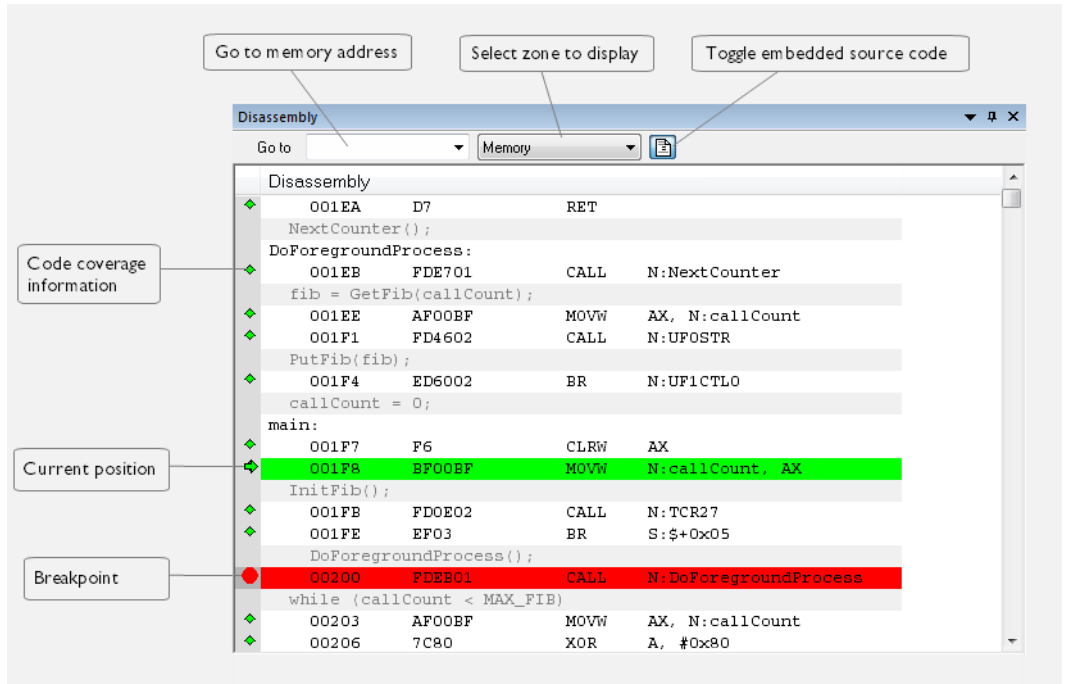 Go to memory address
Select zone to display
Toggle embedded source code
Disassembly
Go to
Memory
Disassembly
001EA D7 RET
NextCounter();
DoForegroundProcess:
Code coverage
information
001EB FDE701 CALL N:NextCounter
fib = GetFib(callCount);
001EE AF00BF MOVW AX, N:callCount
001F1 FD4602 CALL N:UF0STR
PutFib(fib);
001F4 ED6002 BR N:UF1CTL0
callCount = 0;
main:
001F7 F6 CLRW AX
Current position
001F8 BF00BF MOVW N:callCount, AX
InitFib();
001FB FD0E02 CALL N:TCR27
001FE EF03 BR S:$+0x05
DoForegroundProcess();
Breakpoint
00200 FDEB01 CALL N:DoForegroundProcess
while (callCount < MAX_FIB)
00203 AF00BF MOVW AX, N:callCount
00206 7C80 XOR A, #0x80